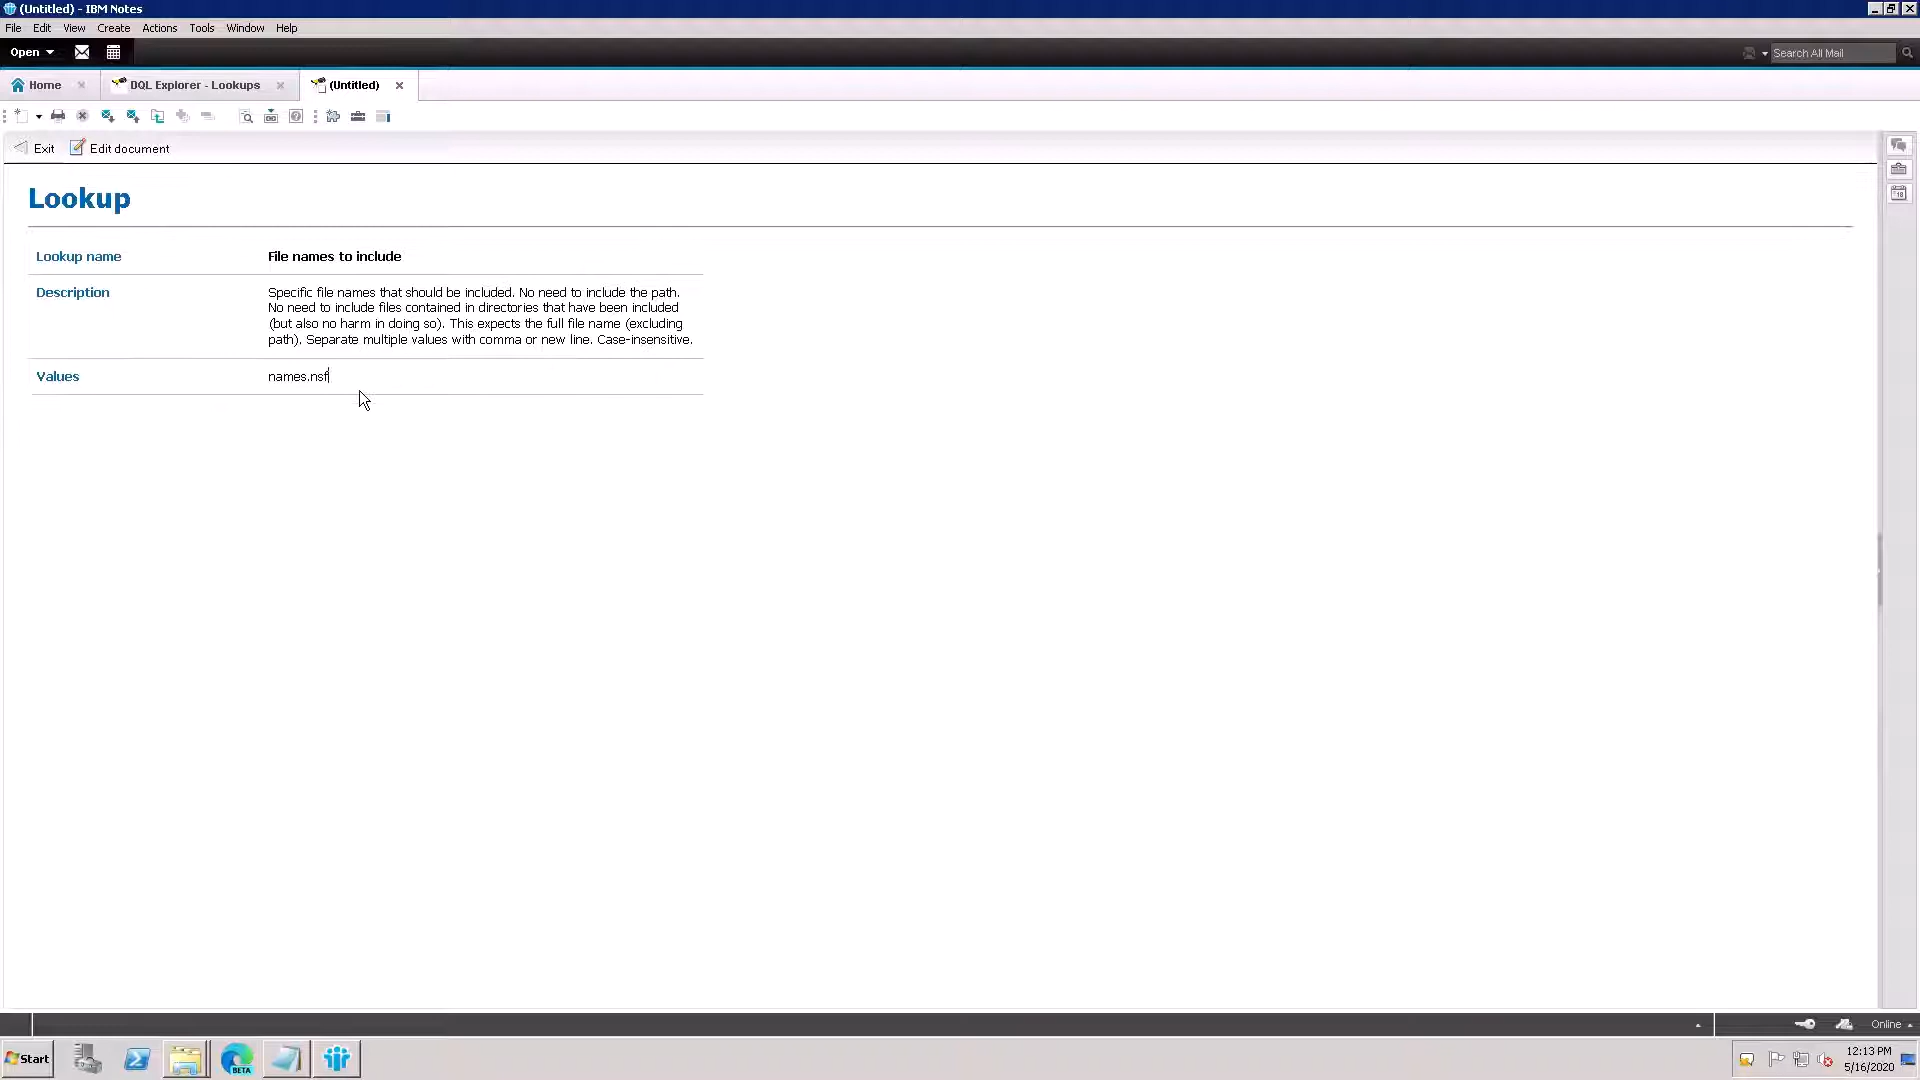 (Untitled) - IBM Notes
File Edit View Create Actions Tools Window Help
Open
Search All Mail
Home
DQL Explorer - Lookups
(Untitled)
Exit
Edit document
Lookup
Lookup name
File names to include
Description
Specific file names that should be included. No need to include the path.
No need to include files contained in directories that have been included
(but also no harm in doing so). This expects the full file name (excluding
path). Separate multiple values with comma or new line. Case-insensitive.
Values
names.nsf
Online
Start
BETA
12:13 PM
5/16/2020